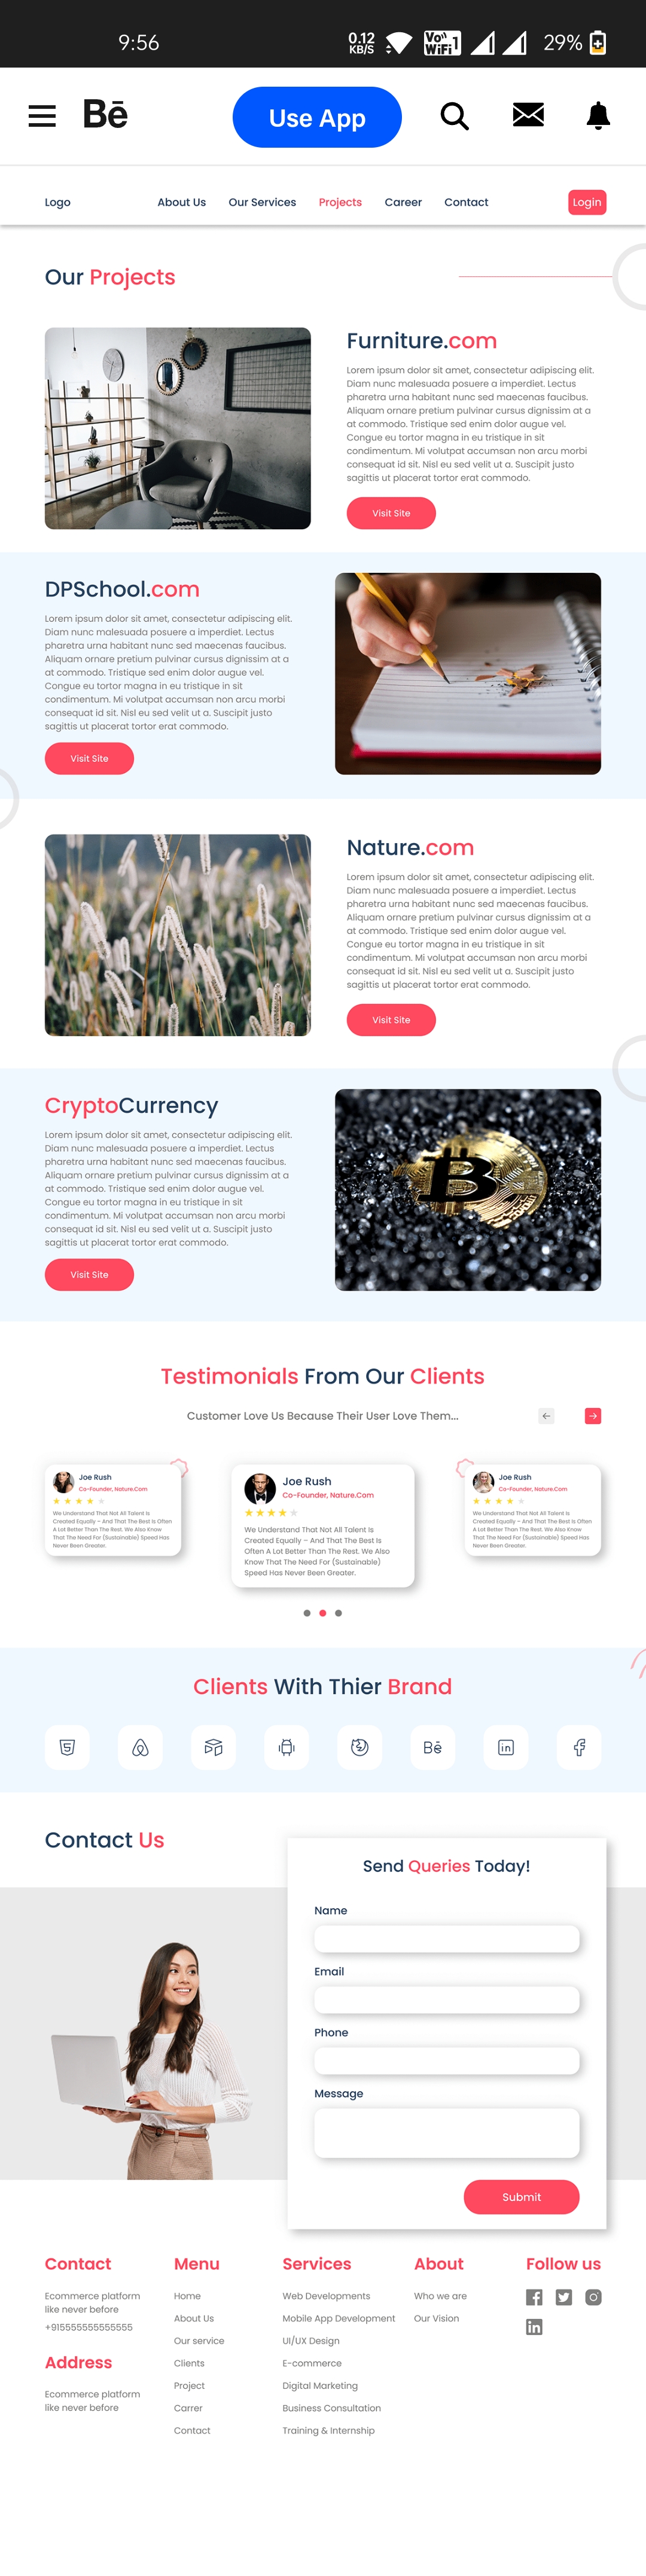 9:56
0.12 KB/S
Vo WiFi 1
29%
Bē
Use App
Logo
About Us
Our Services
Projects
Career
Contact
Login
Our Projects
Furniture.com
Lorem ipsum dolor sit amet, consectetur adipiscing elit.
Diam nunc malesuada posuere a imperdiet. Lectus
pharetra urna habitant nunc sed maecenas faucibus.
Aliquam ornare pretium pulvinar cursus dignissim at a
at commodo. Tristique sed enim dolor augue vel.
Congue eu tortor magna in eu tristique in sit
condimentum. Mi volutpat accumsan non arcu morbi
consequat id sit. Nisl eu sed velit ut a. Suscipit justo
sagittis ut placerat tortor erat commodo.
Visit Site
DPSchool.com
Lorem ipsum dolor sit amet, consectetur adipiscing elit.
Diam nunc malesuada posuere a imperdiet. Lectus
pharetra urna habitant nunc sed maecenas faucibus.
Aliquam ornare pretium pulvinar cursus dignissim at a
at commodo. Tristique sed enim dolor augue vel.
Congue eu tortor magna in eu tristique in sit
condimentum. Mi volutpat accumsan non arcu morbi
consequat id sit. Nisl eu sed velit ut a. Suscipit justo
sagittis ut placerat tortor erat commodo.
Visit Site
Nature.com
Lorem ipsum dolor sit amet, consectetur adipiscing elit.
Diam nunc malesuada posuere a imperdiet. Lectus
pharetra urna habitant nunc sed maecenas faucibus.
Aliquam ornare pretium pulvinar cursus dignissim at a
at commodo. Tristique sed enim dolor augue vel.
Congue eu tortor magna in eu tristique in sit
condimentum. Mi volutpat accumsan non arcu morbi
consequat id sit. Nisl eu sed velit ut a. Suscipit justo
sagittis ut placerat tortor erat commodo.
Visit Site
CryptoCurrency
Lorem ipsum dolor sit amet, consectetur adipiscing elit.
Diam nunc malesuada posuere a imperdiet. Lectus
pharetra urna habitant nunc sed maecenas faucibus.
Aliquam ornare pretium pulvinar cursus dignissim at a
at commodo. Tristique sed enim dolor augue vel.
Congue eu tortor magna in eu tristique in sit
condimentum. Mi volutpat accumsan non arcu morbi
consequat id sit. Nisl eu sed velit ut a. Suscipit justo
sagittis ut placerat tortor erat commodo.
Visit Site
Testimonials From Our Clients
Customer Love Us Because Their User Love Them...
Joe Rush
Co-Founder, Nature.Com
We Understand That Not All Talent Is
Created Equally – And That The Best Is Often
A Lot Better Than The Rest. We Also Know
That The Need For (Sustainable) Speed Has
Never Been Greater.
Joe Rush
Co-Founder, Nature.Com
We Understand That Not All Talent Is
Created Equally – And That The Best Is
Often A Lot Better Than The Rest. We Also
Know That The Need For (Sustainable)
Speed Has Never Been Greater.
Joe Rush
Co-Founder, Nature.Com
We Understand That Not All Talent Is
Created Equally – And That The Best Is Often
A Lot Better Than The Rest. We Also Know
That The Need For (Sustainable) Speed Has
Never Been Greater.
Clients With Thier Brand
Bē
in
Contact Us
Send Queries Today!
Name
Email
Phone
Message
Submit
Contact
Ecommerce platform
like never before
+915555555555555
Address
Ecommerce platform
like never before
Menu
Home
About Us
Our service
Clients
Project
Carrer
Contact
Services
Web Developments
Mobile App Development
UI/UX Design
E-commerce
Digital Marketing
Business Consultation
Training & Internship
About
Who we are
Our Vision
Follow us
in